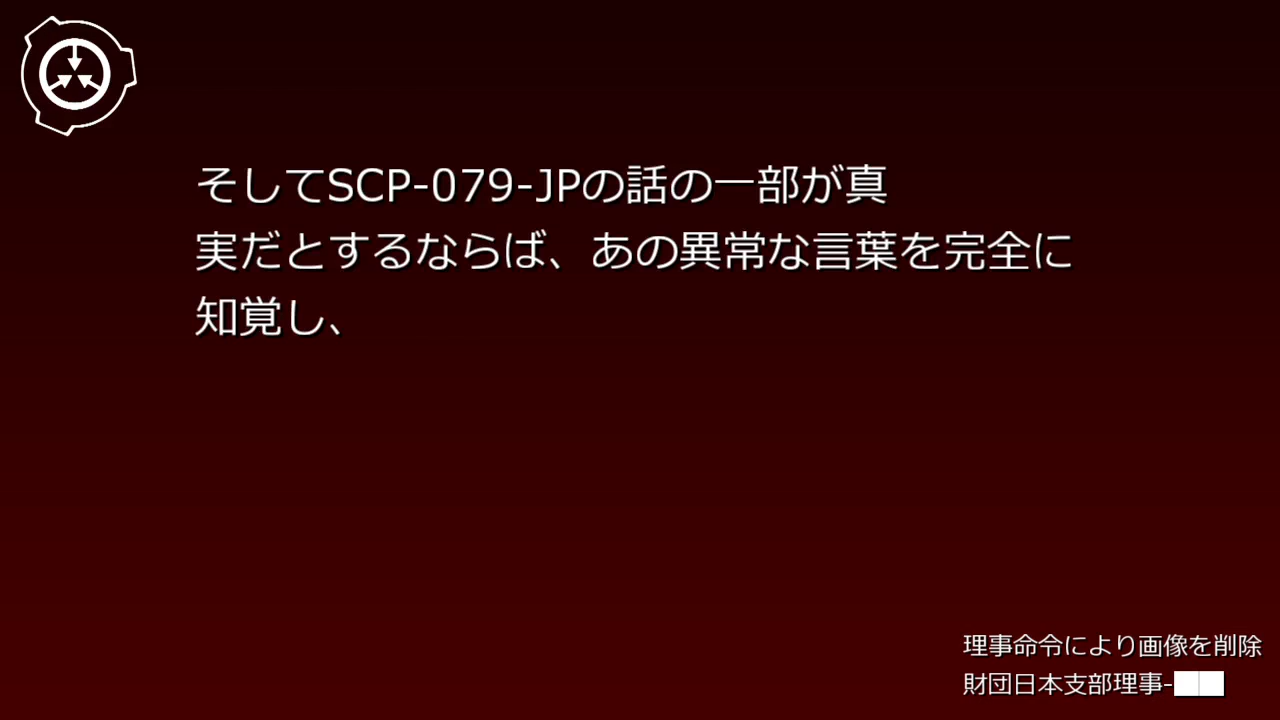 そしてSCP-079-JPの話の一部が真
実だとするならば、あの異常な言葉を完全に
知覚し、
理事命令により画像を削除
財団日本支部理事-██